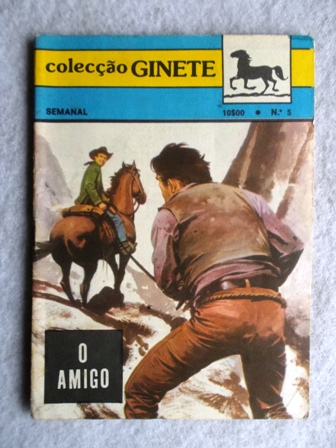 colecção GINETE
SEMANAL 10$00 • N.º 5
O
AMIGO